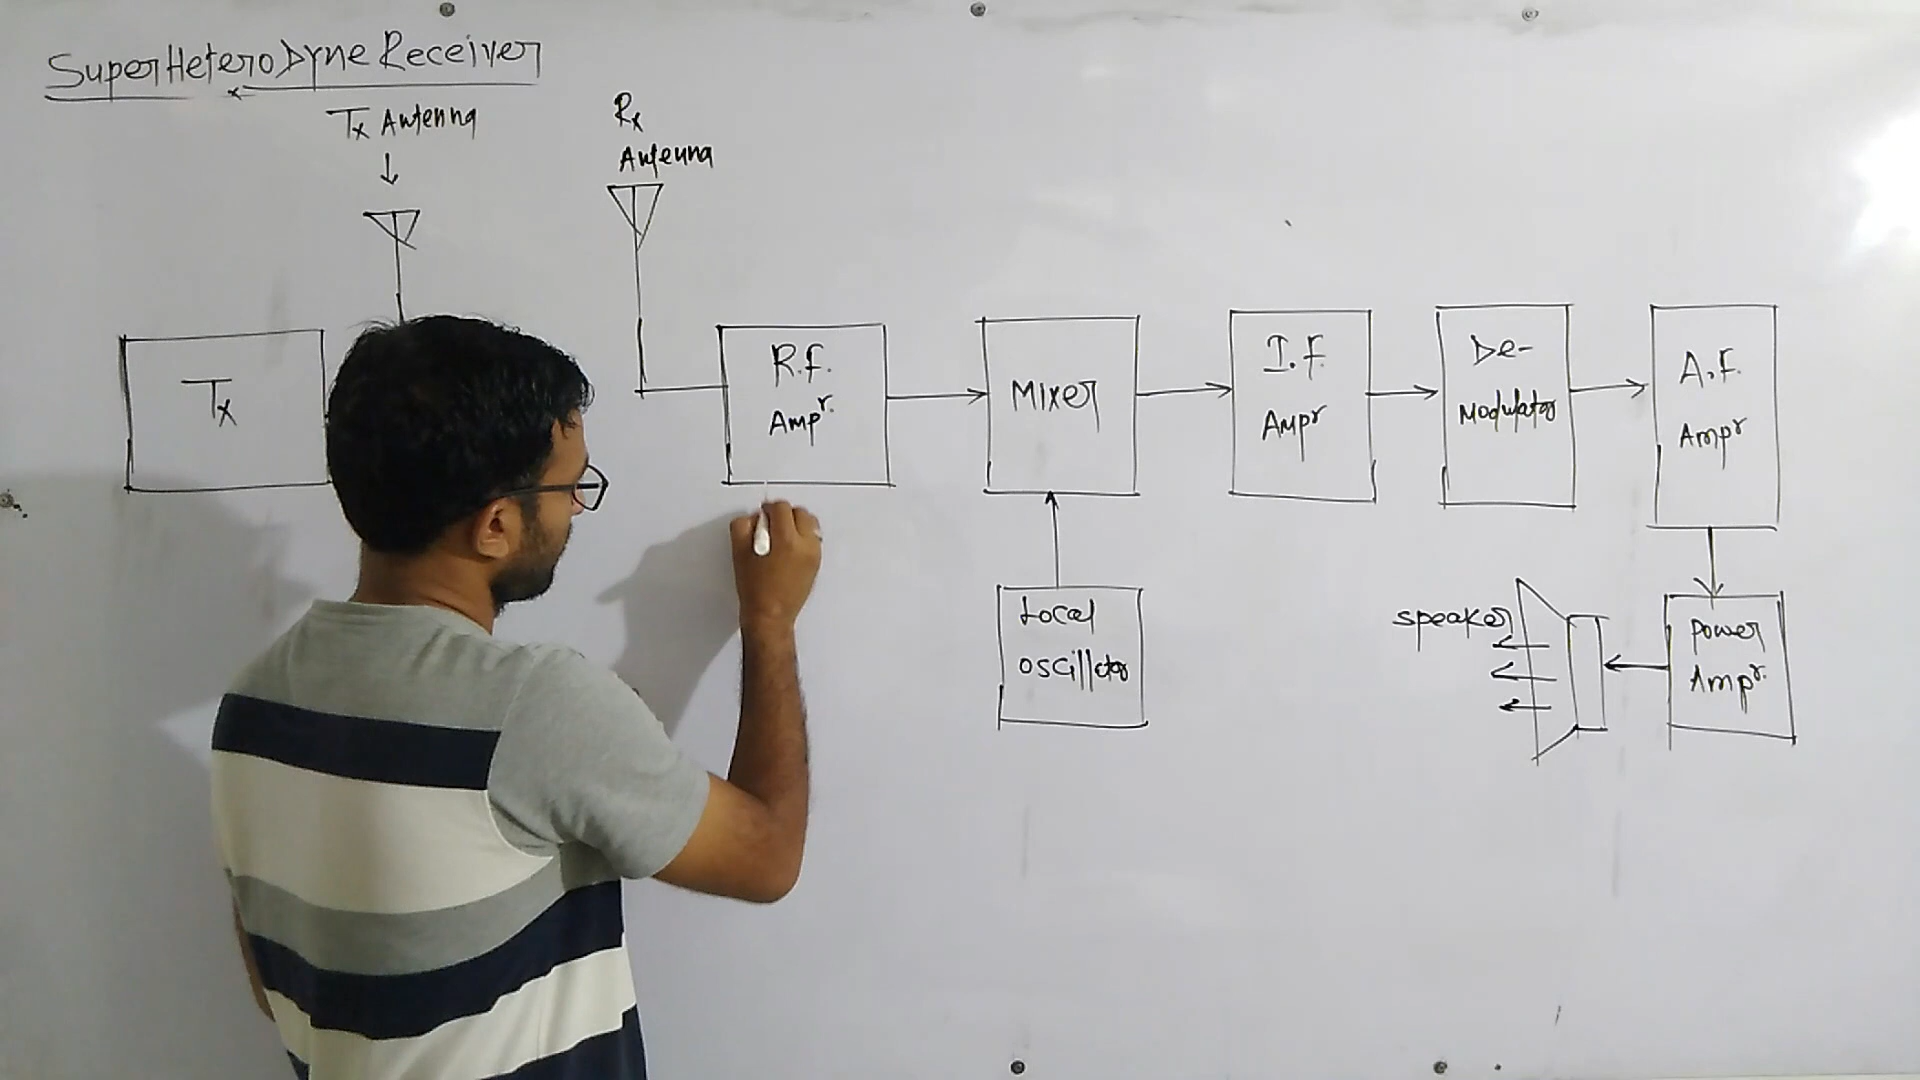 SuperHeteroDyne Receiver
Tx Antenna
Rx
Antenna
Tx
R.F.
Ampr.
Mixer
I.F.
Ampr
De-
Modulator
A.F.
Ampr
Local
Oscillator
speaker
Power
Ampr.